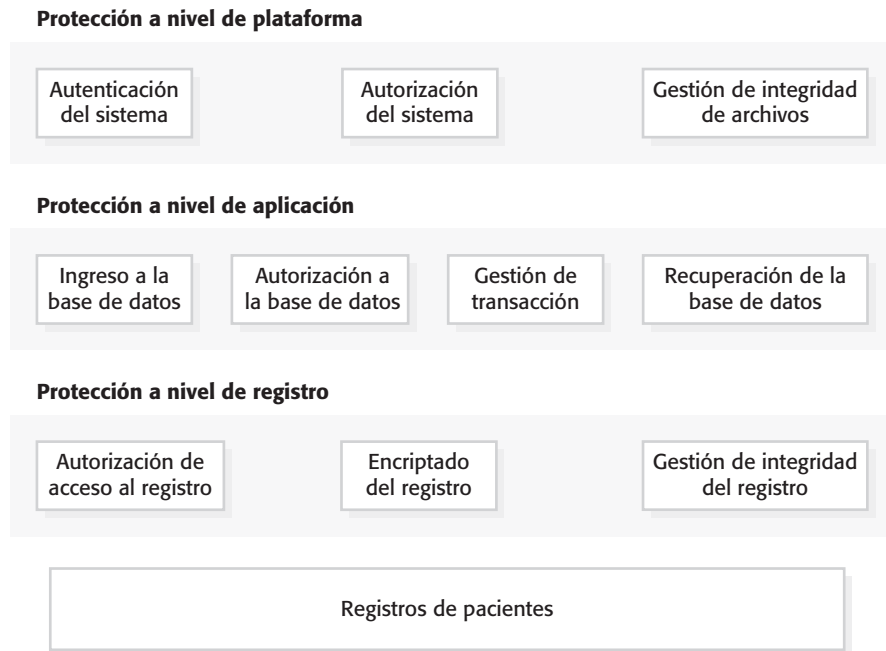 Protección a nivel de plataforma
Autenticación
del sistema
Autorización
del sistema
Gestión de integridad
de archivos
Protección a nivel de aplicación
Ingreso a la
base de datos
Autorización a
la base de datos
Gestión de
transacción
Recuperación de la
base de datos
Protección a nivel de registro
Autorización de
acceso al registro
Encriptado
del registro
Gestión de integridad
del registro
Registros de pacientes